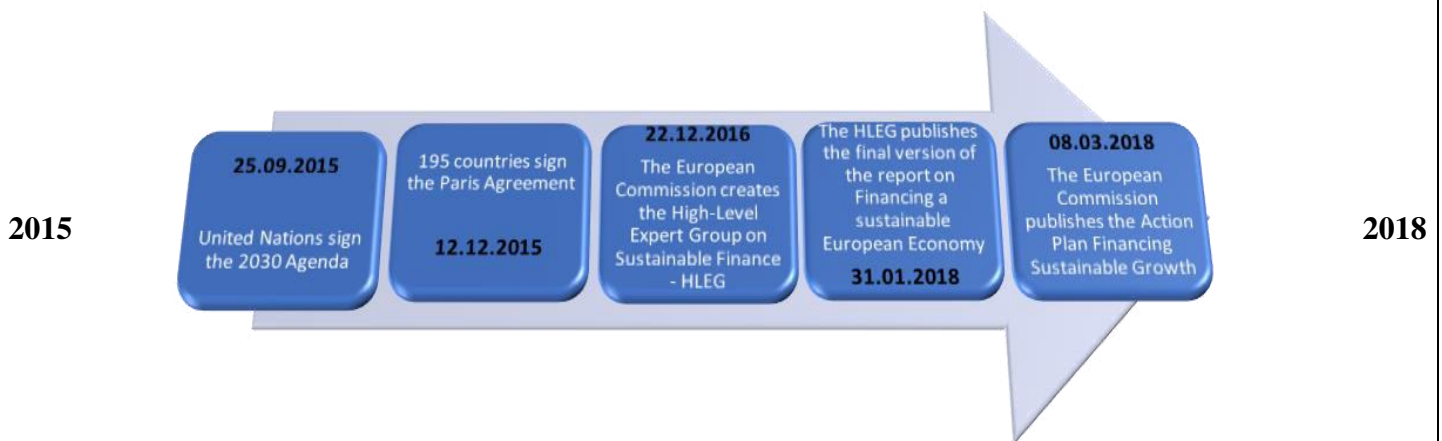 2015
25.09.2015
United Nations sign
the 2030 Agenda
195 countries sign
the Paris Agreement
12.12.2015
22.12.2016
The European
Commission creates
the High-Level
Expert Group on
Sustainable Finance
- HLEG
The HLEG publishes
the final version of
the report on
Financing a
sustainable
European Economy
31.01.2018
08.03.2018
The European
Commission
publishes the Action
Plan Financing
Sustainable Growth
2018